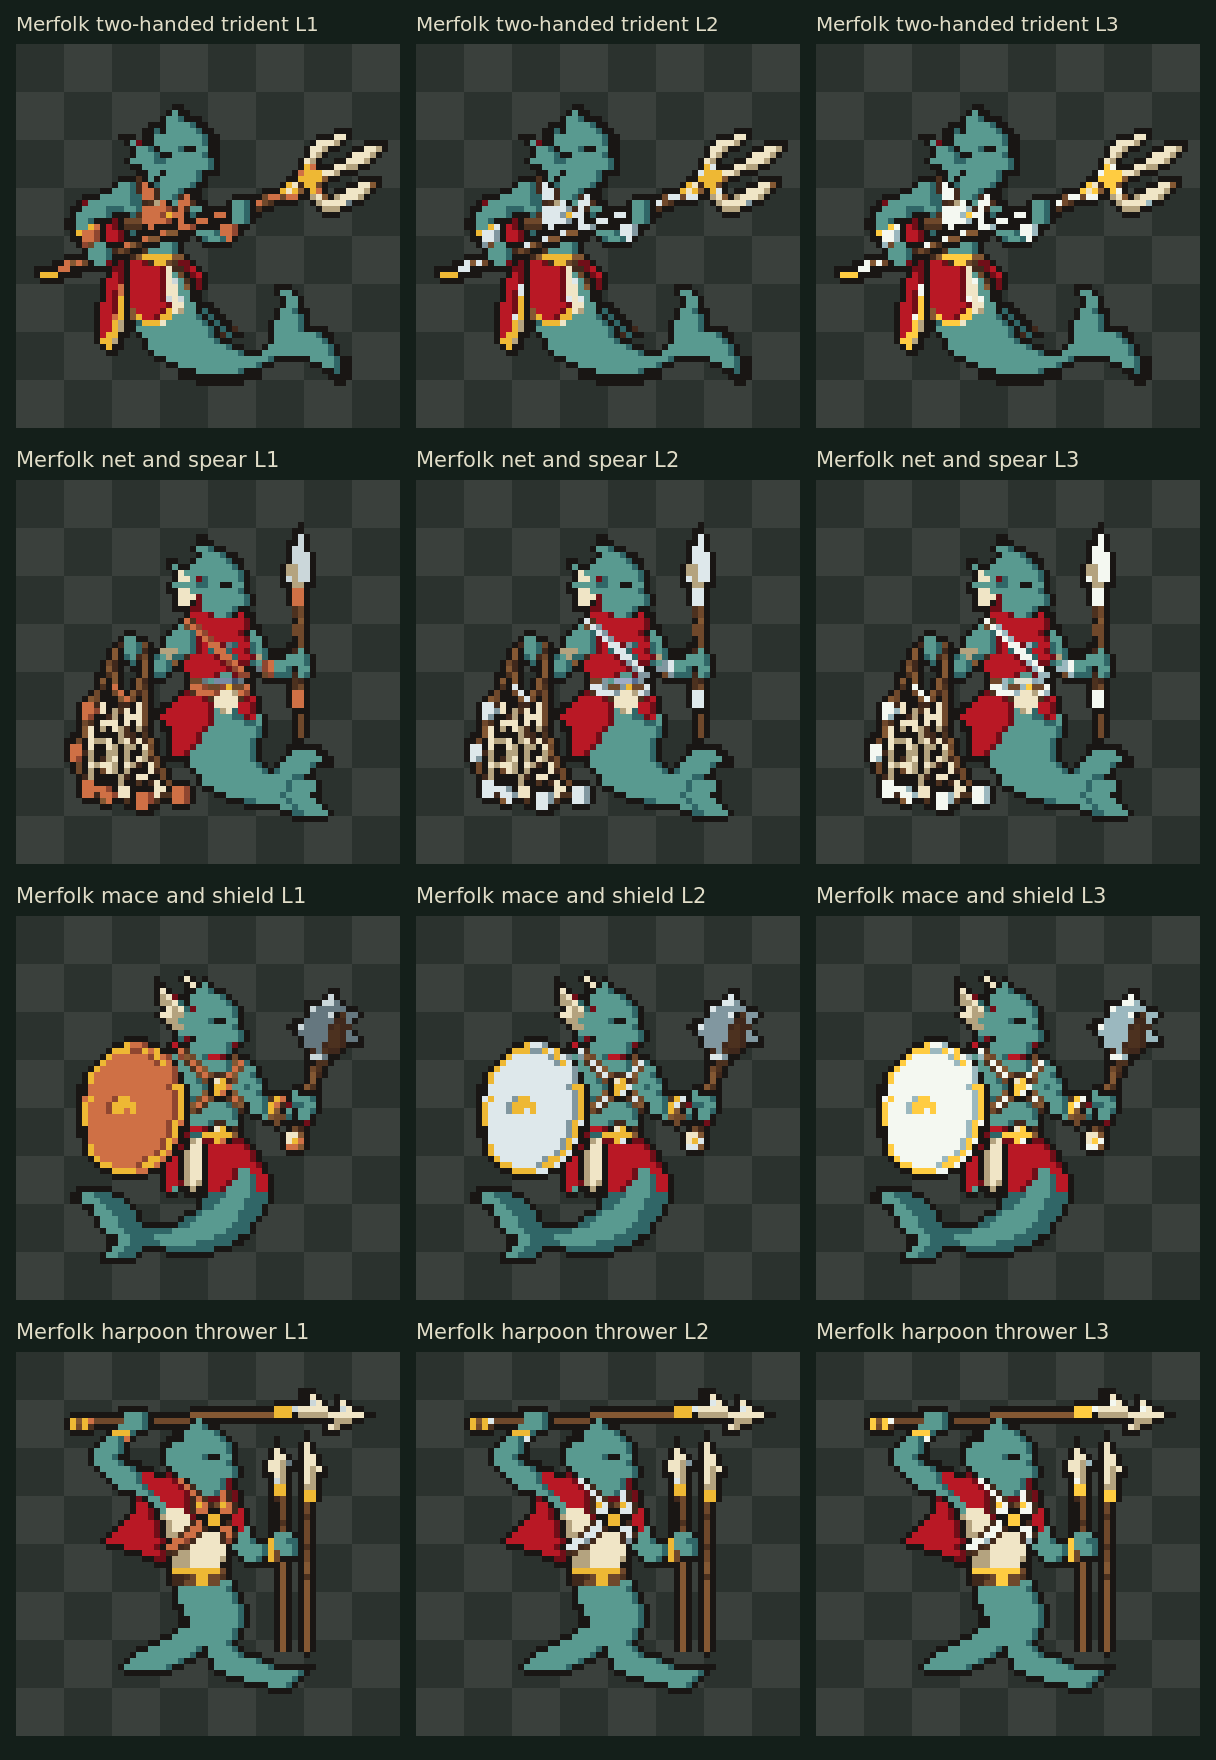 Merfolk two-handed trident L1
Merfolk two-handed trident L2
Merfolk two-handed trident L3
Merfolk net and spear L1
Merfolk net and spear L2
Merfolk net and spear L3
Merfolk mace and shield L1
Merfolk mace and shield L2
Merfolk mace and shield L3
Merfolk harpoon thrower L1
Merfolk harpoon thrower L2
Merfolk harpoon thrower L3